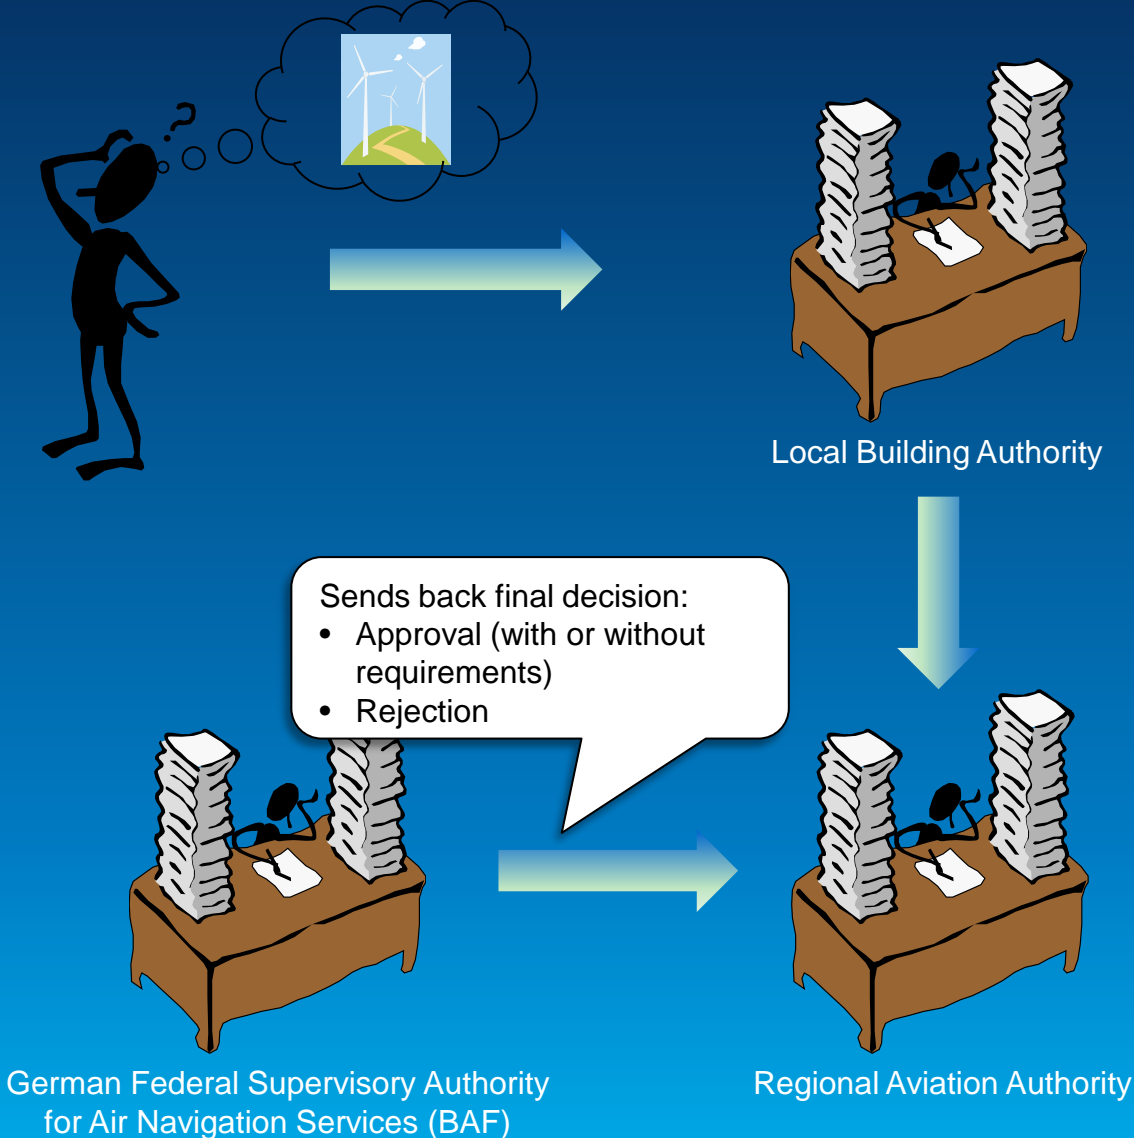 ?
Local Building Authority
Sends back final decision:
• Approval (with or without
requirements)
• Rejection
German Federal Supervisory Authority
for Air Navigation Services (BAF)
Regional Aviation Authority